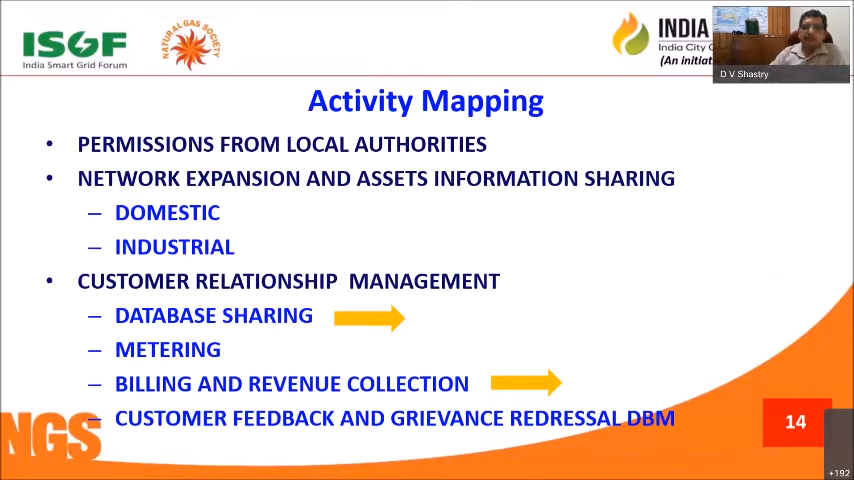 ISGF
India Smart Grid Forum
NATURAL GAS SOCIETY
INDIA
India City G
(An initiat
D V Shastry
Activity Mapping
• PERMISSIONS FROM LOCAL AUTHORITIES
• NETWORK EXPANSION AND ASSETS INFORMATION SHARING
– DOMESTIC
– INDUSTRIAL
• CUSTOMER RELATIONSHIP MANAGEMENT
– DATABASE SHARING
– METERING
– BILLING AND REVENUE COLLECTION
– CUSTOMER FEEDBACK AND GRIEVANCE REDRESSAL DBM
NGS
14
+192